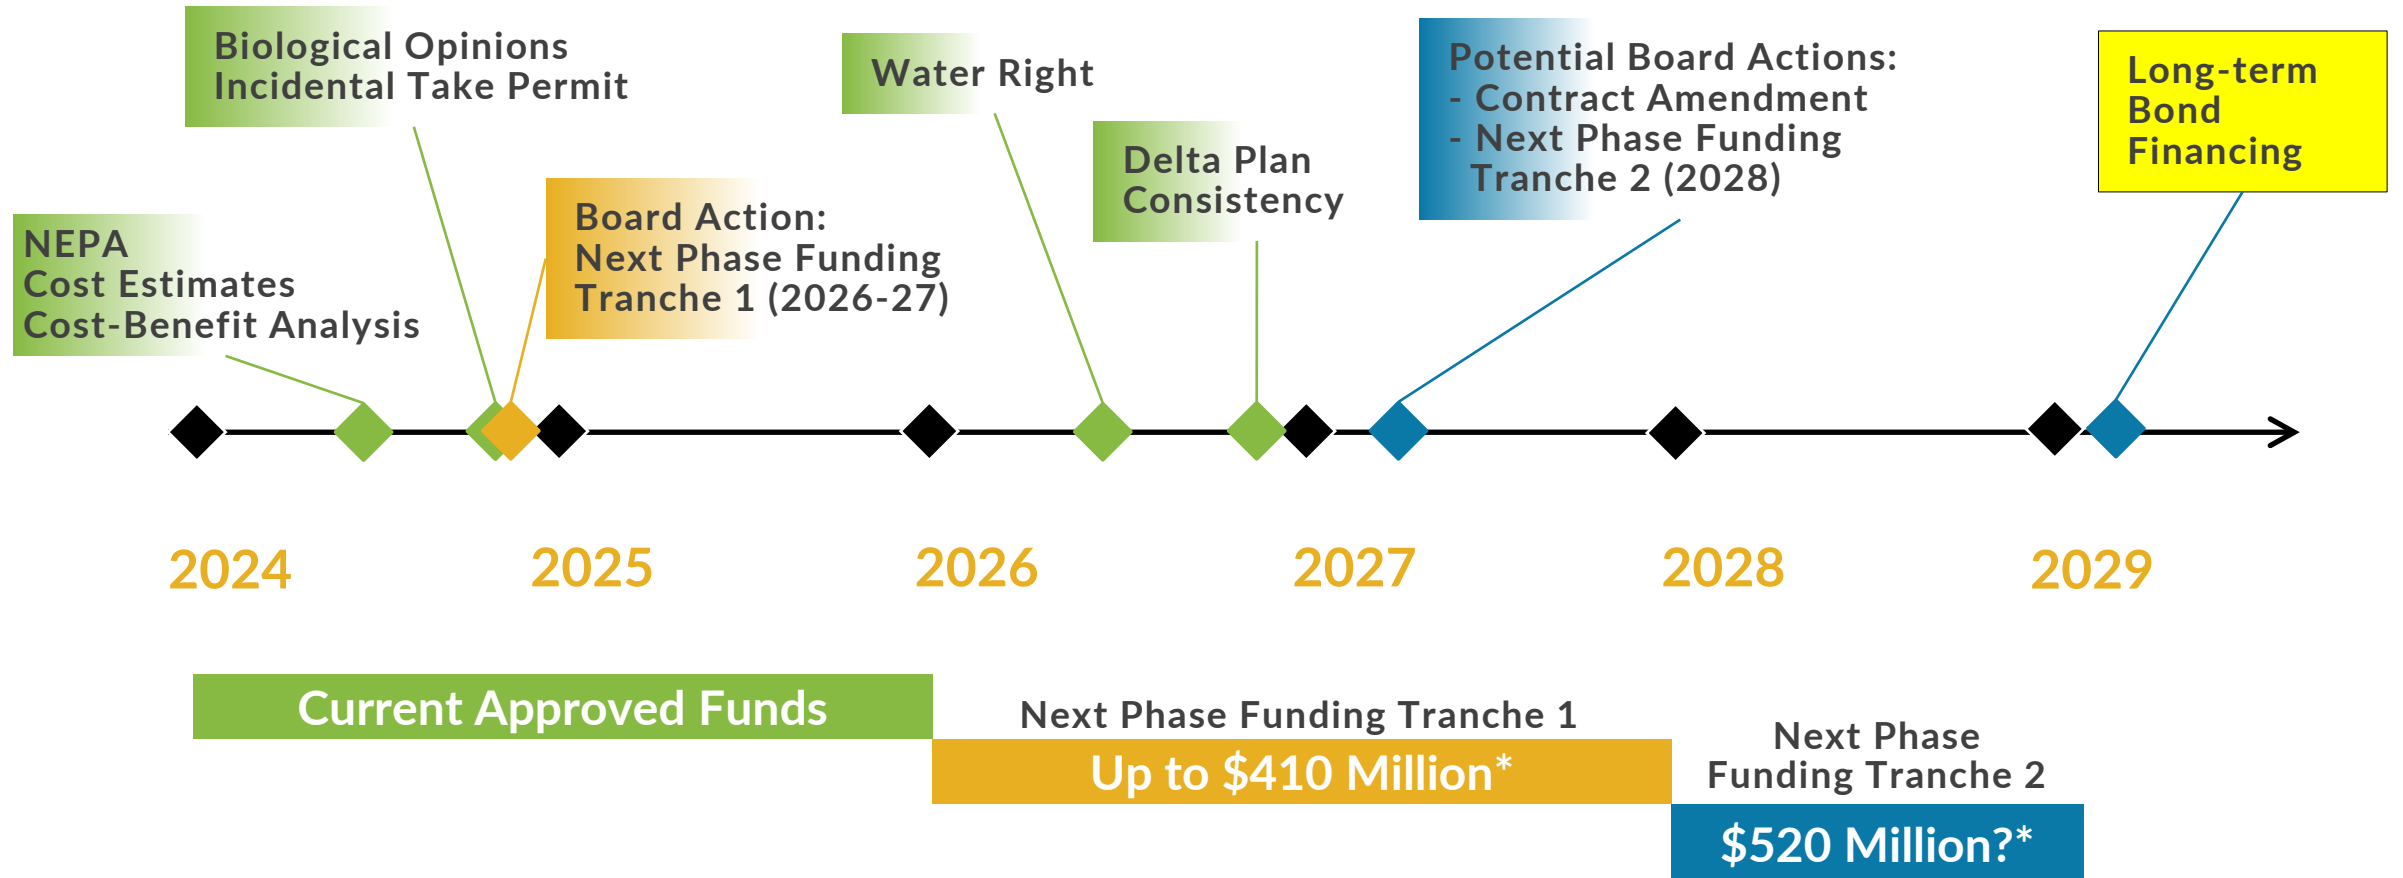 Biological Opinions
Incidental Take Permit
Water Right
Potential Board Actions:
- Contract Amendment
- Next Phase Funding
Tranche 2 (2028)
Long-term
Bond
Financing
Delta Plan
Consistency
Board Action:
Next Phase Funding
Tranche 1 (2026-27)
NEPA
Cost Estimates
Cost-Benefit Analysis
2024
2025
2026
2027
2028
2029
Current Approved Funds
Next Phase Funding Tranche 1
Up to $410 Million*
Next Phase
Funding Tranche 2
$520 Million?*